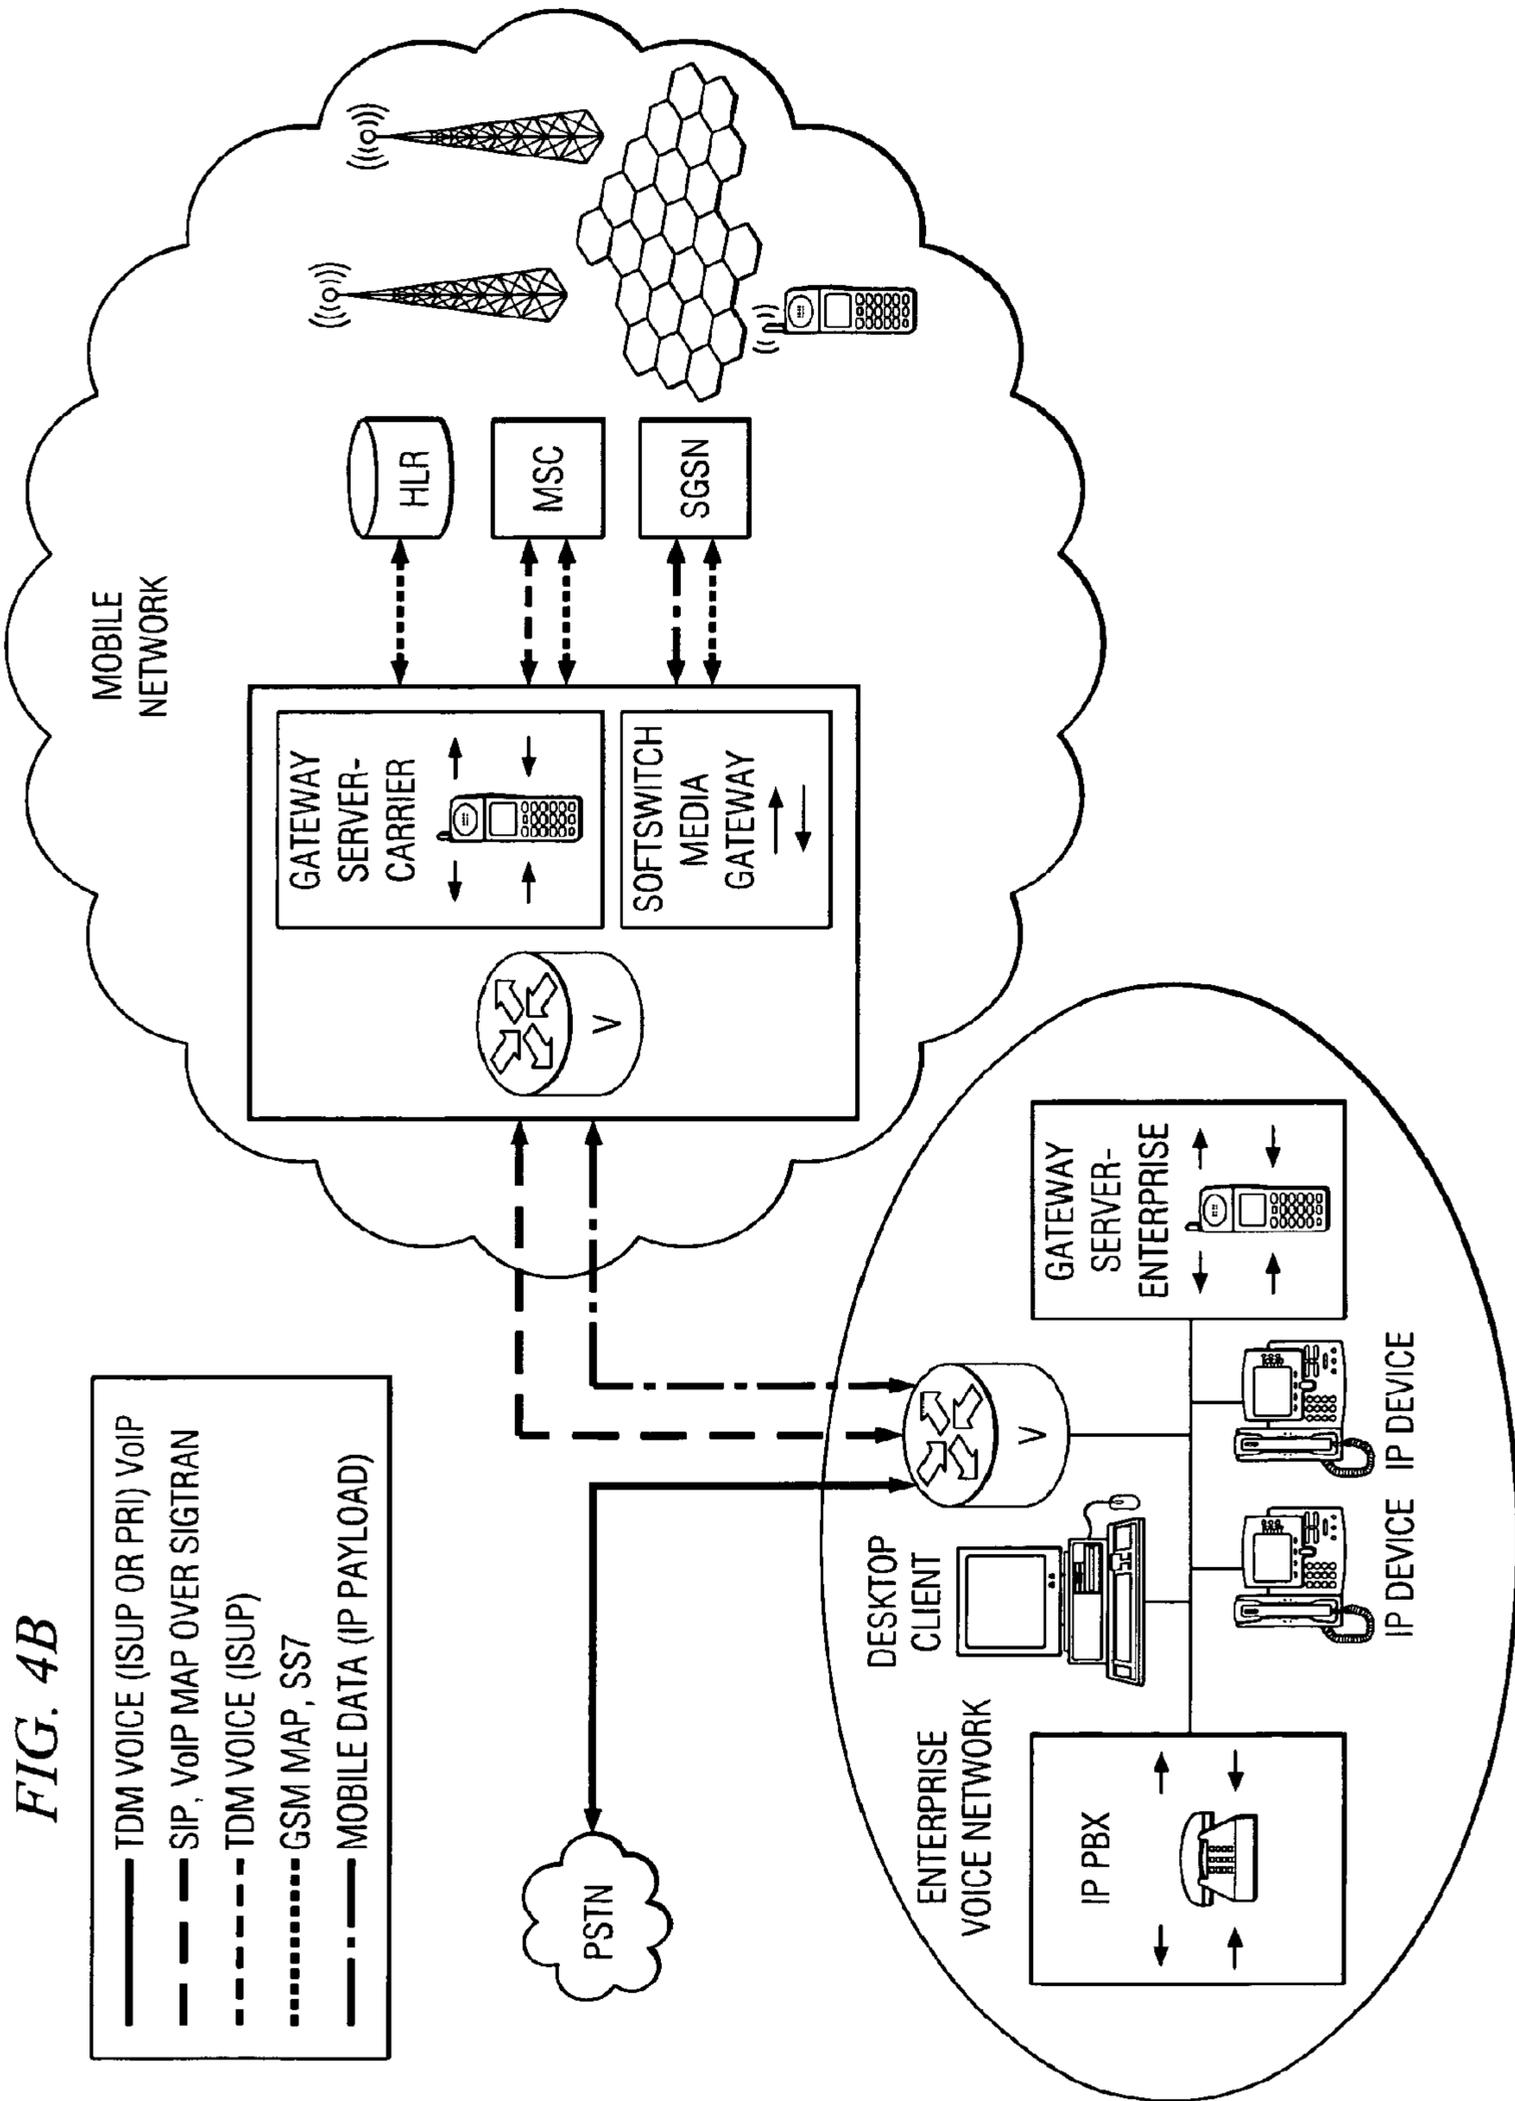 FIG. 4B
TDM VOICE (ISUP OR PRI) VoIP
SIP, VoIP MAP OVER SIGTRAN
TDM VOICE (ISUP)
GSM MAP, SS7
MOBILE DATA (IP PAYLOAD)
MOBILE
NETWORK
GATEWAY
SERVER-
CARRIER
SOFTSWITCH
MEDIA
GATEWAY
V
HLR
MSC
SGSN
PSTN
ENTERPRISE
VOICE NETWORK
DESKTOP
CLIENT
V
GATEWAY
SERVER-
ENTERPRISE
IP PBX
IP DEVICE
IP DEVICE